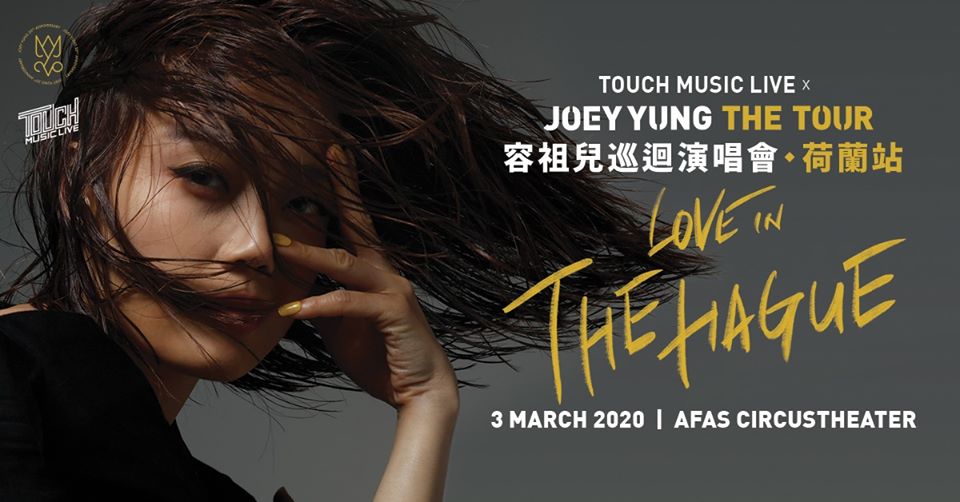 TOUCH MUSIC LIVE
TOUCH MUSIC LIVE x
JOEY YUNG THE TOUR
容祖兒巡迴演唱會·荷蘭站
LOVE IN
THE HAGUE
3 MARCH 2020 | AFAS CIRCUSTHEATER